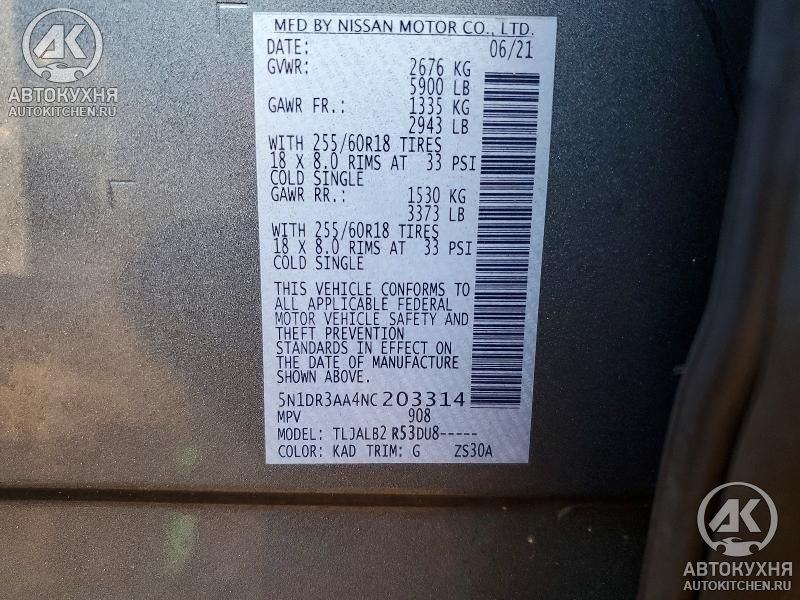 AK
АВТОКУХНЯ
AUTOKITCHEN.RU
MFD BY NISSAN MOTOR CO., LTD.
DATE: 06/21
GVWR: 2676 KG
5900 LB
GAWR FR.: 1335 KG
2943 LB
WITH 255/60R18 TIRES
18 X 8.0 RIMS AT 33 PSI
COLD SINGLE
GAWR RR.: 1530 KG
3373 LB
WITH 255/60R18 TIRES
18 X 8.0 RIMS AT 33 PSI
COLD SINGLE
THIS VEHICLE CONFORMS TO
ALL APPLICABLE FEDERAL
MOTOR VEHICLE SAFETY AND
THEFT PREVENTION
STANDARDS IN EFFECT ON
THE DATE OF MANUFACTURE
SHOWN ABOVE.
5N1DR3AA4NC203314
MPV 908
MODEL: TLJALB2 R53DU8-----
COLOR: KAD TRIM: G ZS30A
AK
АВТОКУХНЯ
AUTOKITCHEN.RU